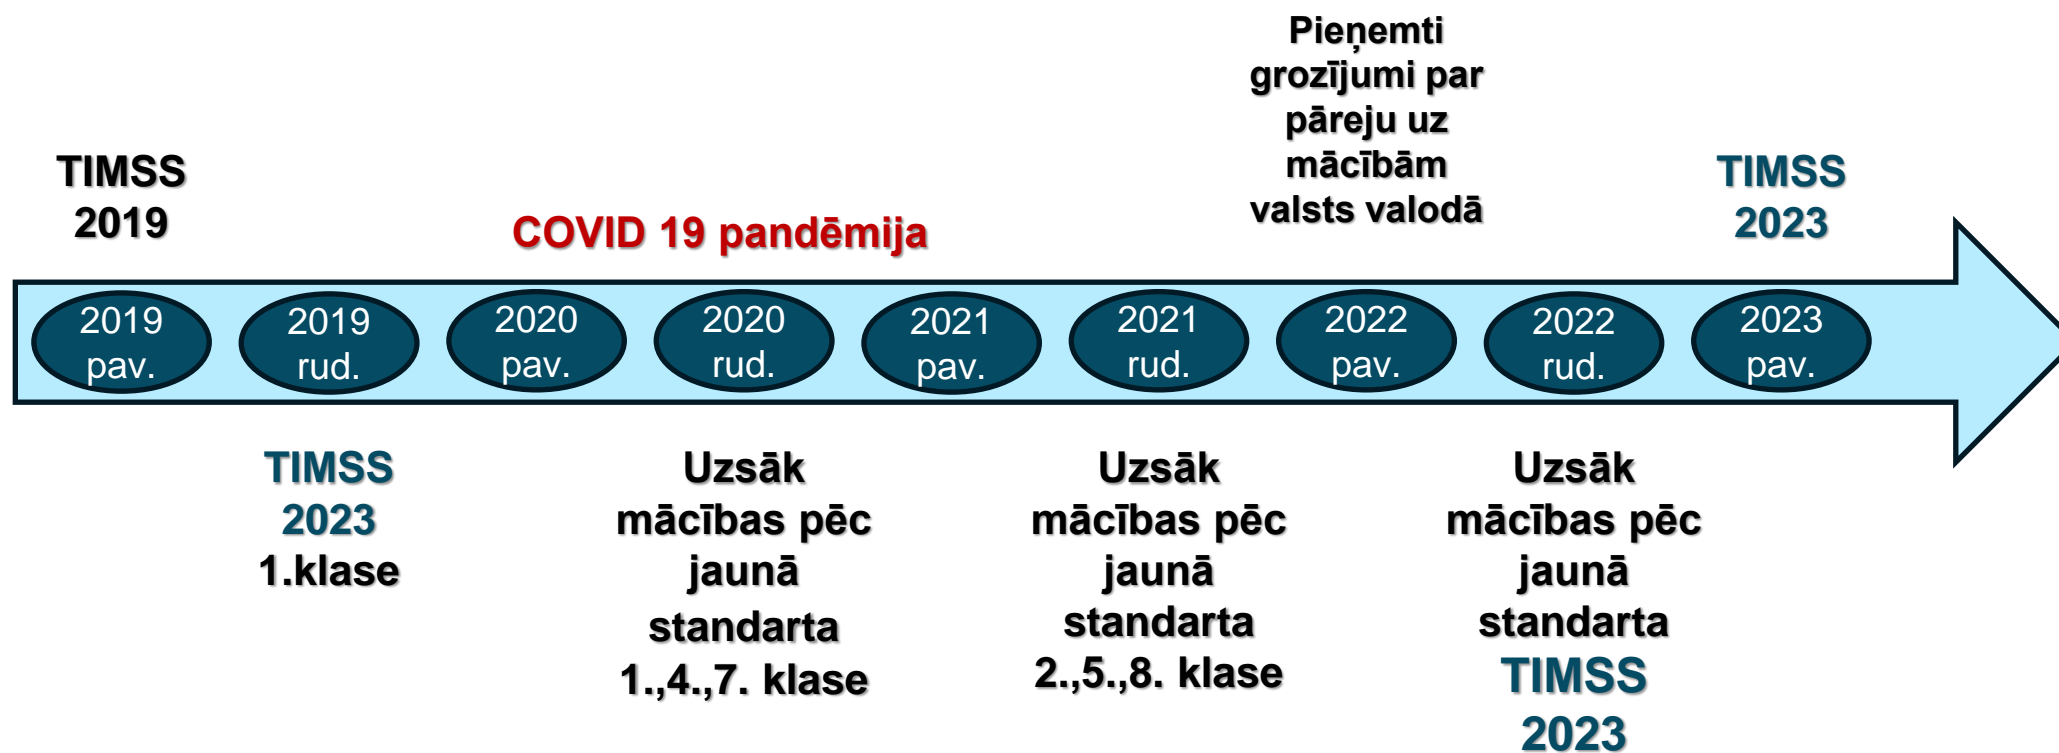 TIMSS
2019
COVID 19 pandēmija
Pieņemti
grozījumi par
pāreju uz
mācībām
valsts valodā
TIMSS
2023
2019
pav.
2019
rud.
2020
pav.
2020
rud.
2021
pav.
2021
rud.
2022
pav.
2022
rud.
2023
pav.
TIMSS
2023
1.klase
Uzsāk
mācības pēc
jaunā
standarta
1.,4.,7. klase
Uzsāk
mācības pēc
jaunā
standarta
2.,5.,8. klase
Uzsāk
mācības pēc
jaunā
standarta
TIMSS
2023